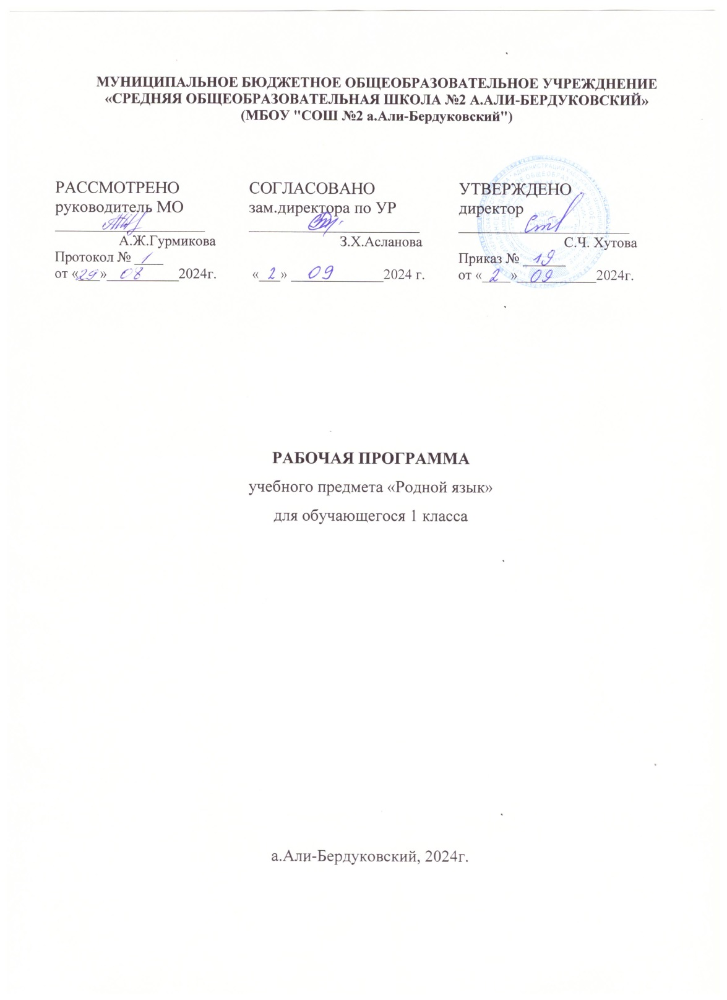 МУНИЦИПАЛЬНОЕ БЮДЖЕТНОЕ ОБЩЕОБРАЗОВАТЕЛЬНОЕ УЧРЕЖДНЕНИЕ
«СРЕДНЯЯ ОБЩЕОБРАЗОВАТЕЛЬНАЯ ШКОЛА №2 А.АЛИ-БЕРДУКОВСКИЙ»
(МБОУ "СОШ №2 а.Али-Бердуковский")
РАССМОТРЕНО
руководитель МО
А.Ж.Гурмикова
Протокол № 1
от «29» 08 2024г.
СОГЛАСОВАНО
зам.директора по УР
З.Х.Асланова
«2» 09 2024 г.
УТВЕРЖДЕНО
директор
С.Ч. Хутова
Приказ № 19
от «2» 09 2024г.
РАБОЧАЯ ПРОГРАММА
учебного предмета «Родной язык»
для обучающегося 1 класса
а.Али-Бердуковский, 2024г.